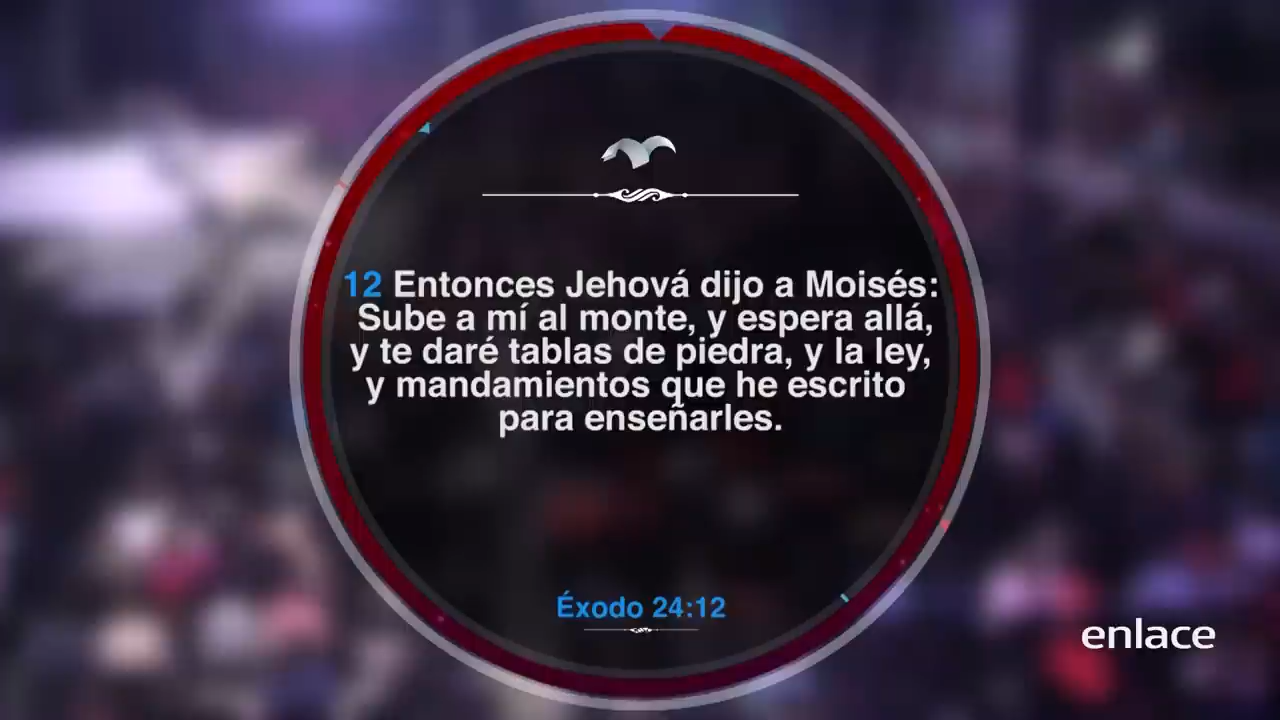 12 Entonces Jehová dijo a Moisés:
Sube a mí al monte, y espera allá,
y te daré tablas de piedra, y la ley,
y mandamientos que he escrito
para enseñarles.
Éxodo 24:12
enlace